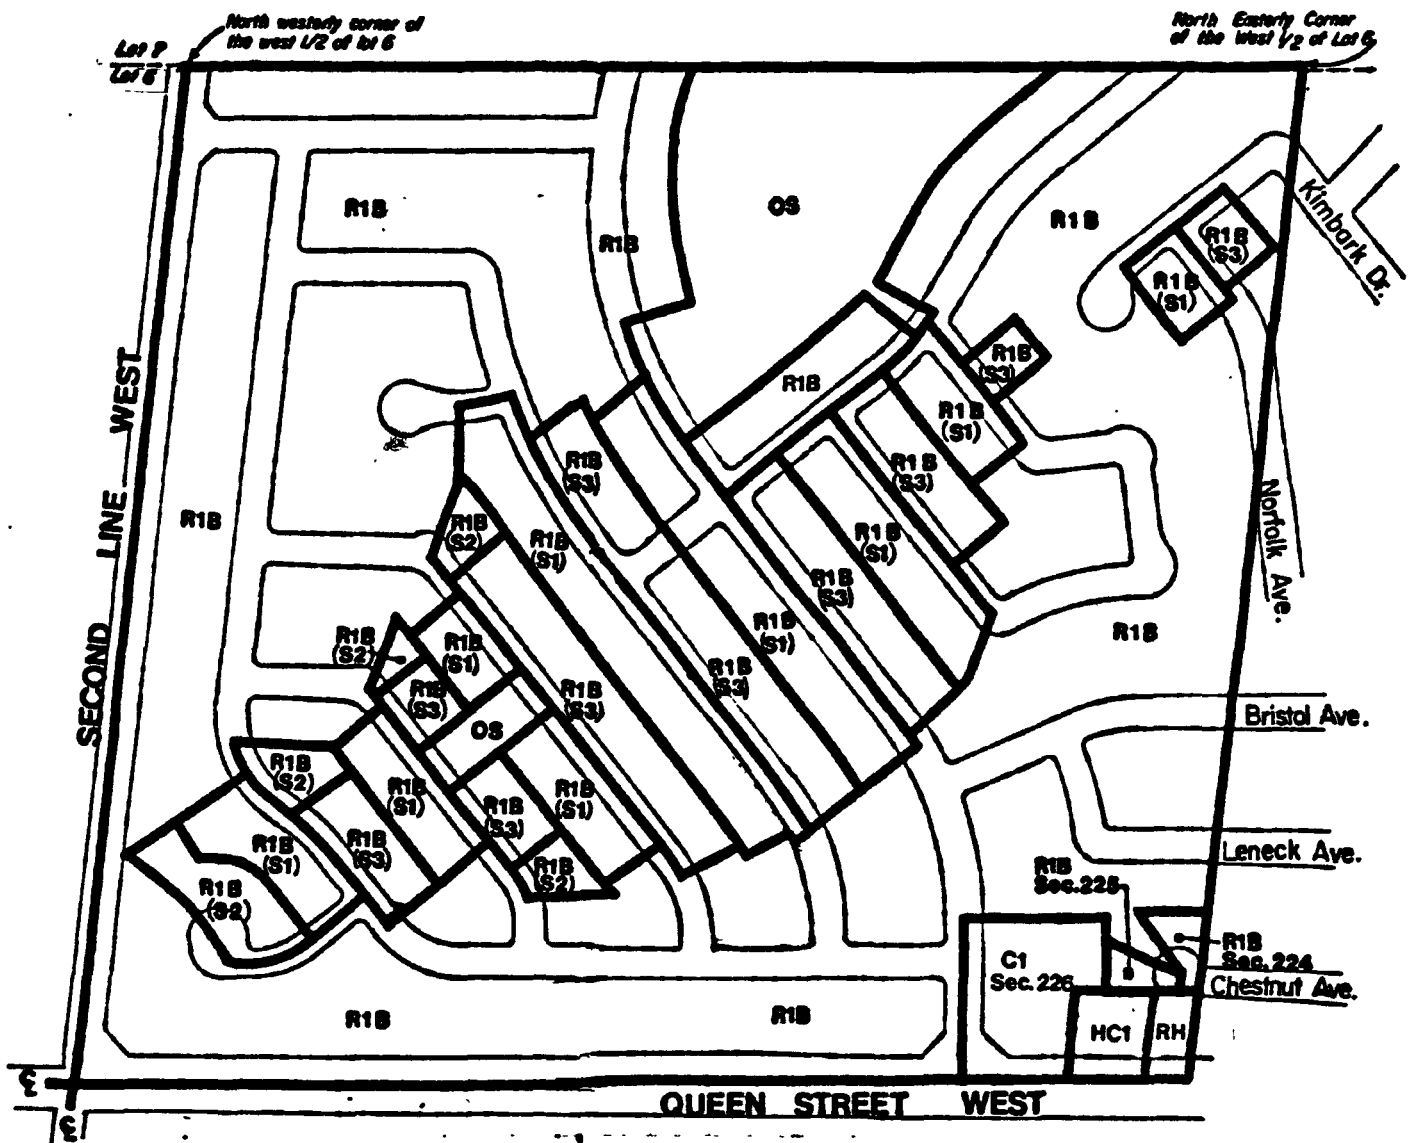 North westerly corner of
the west 1/2 of lot 6
North Easterly Corner
of the West 1/2 of Lot 6
Lot 7
Lot 6
Kimbark Dr.
R1B
OS
R1B
R1B
R1B
(S3)
R1B
(S1)
R1B
(S3)
R1B
R1B
(S1)
R1B
(S3)
R1B
(S3)
SECOND LINE WEST
R1B
R1B
(S2)
R1B
(S1)
R1B
(S1)
R1B
(S3)
Norfolk Ave.
R1B
(S1)
R1B
(S3)
R1B
R1B
(S2)
R1B
(S1)
R1B
(S3)
R1B
(S3)
OS
Bristol Ave.
R1B
(S2)
R1B
(S1)
R1B
(S1)
R1B
(S3)
R1B
(S1)
R1B
(S3)
R1B
(S2)
R1B
(S2)
Leneck Ave.
R1B
Sec. 225
R1B
Sec. 224
C1
Sec. 226
Chestnut Ave.
R1B
R1B
HC1
RH
QUEEN STREET WEST